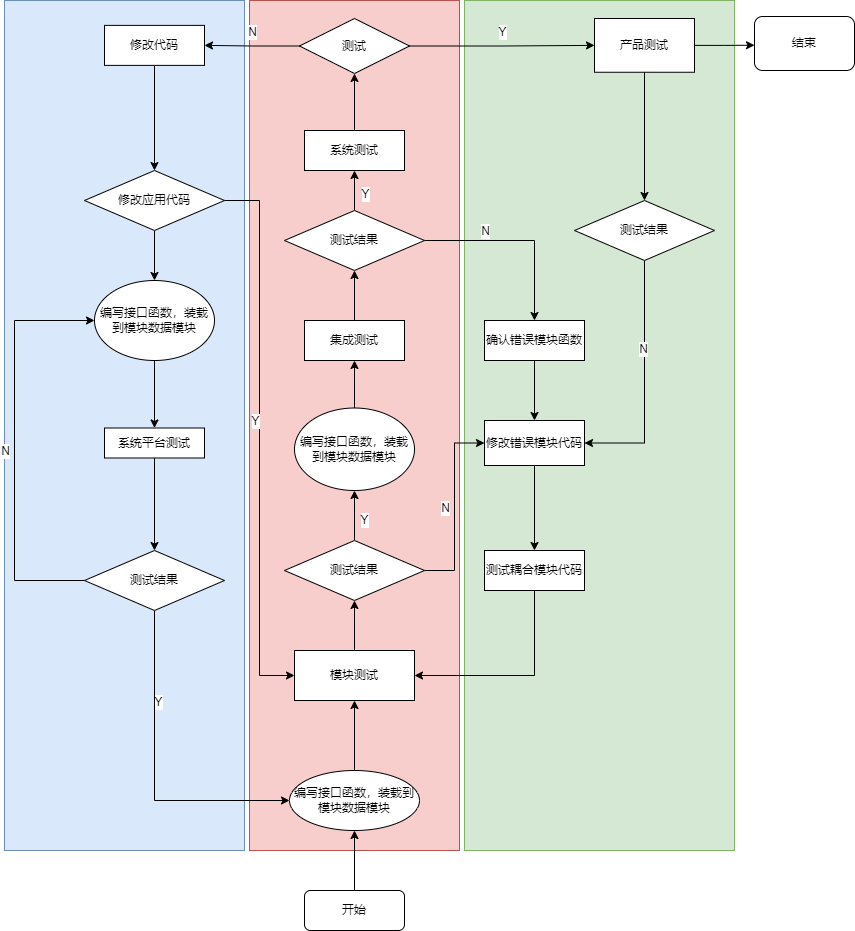 N
Y
修改代码
测试
产品测试
结束
系统测试
Y
修改应用代码
测试结果
N
测试结果
编写接口函数，装载
到模块数据模块
集成测试
确认错误模块函数
N
Y
编写接口函数，装载
到模块数据模块
系统平台测试
修改错误模块代码
N
N
Y
测试结果
测试结果
测试耦合模块代码
模块测试
Y
编写接口函数，装载到
模块数据模块
开始